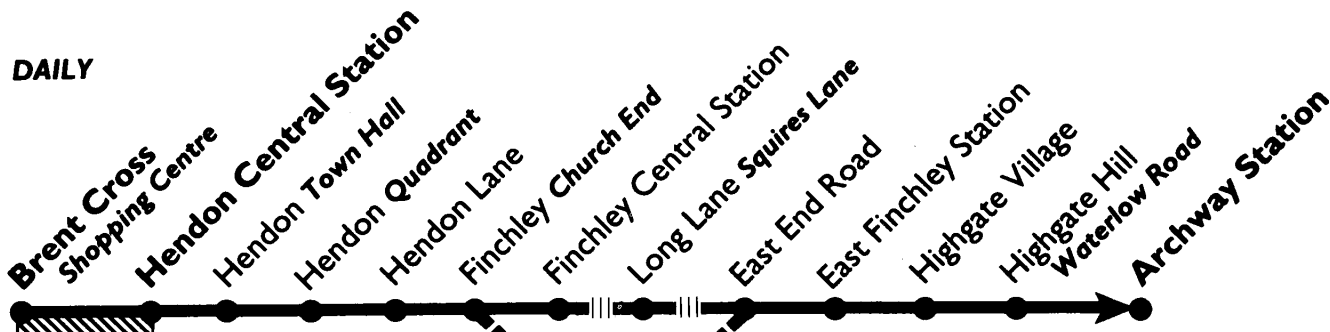 DAILY
Brent Cross
Shopping Centre
Hendon Central Station
Hendon Town Hall
Hendon Quadrant
Hendon Lane
Finchley Church End
Finchley Central Station
Long Lane Squires Lane
East End Road
East Finchley Station
Highgate Village
Highgate Hill
Waterlow Road
Archway Station